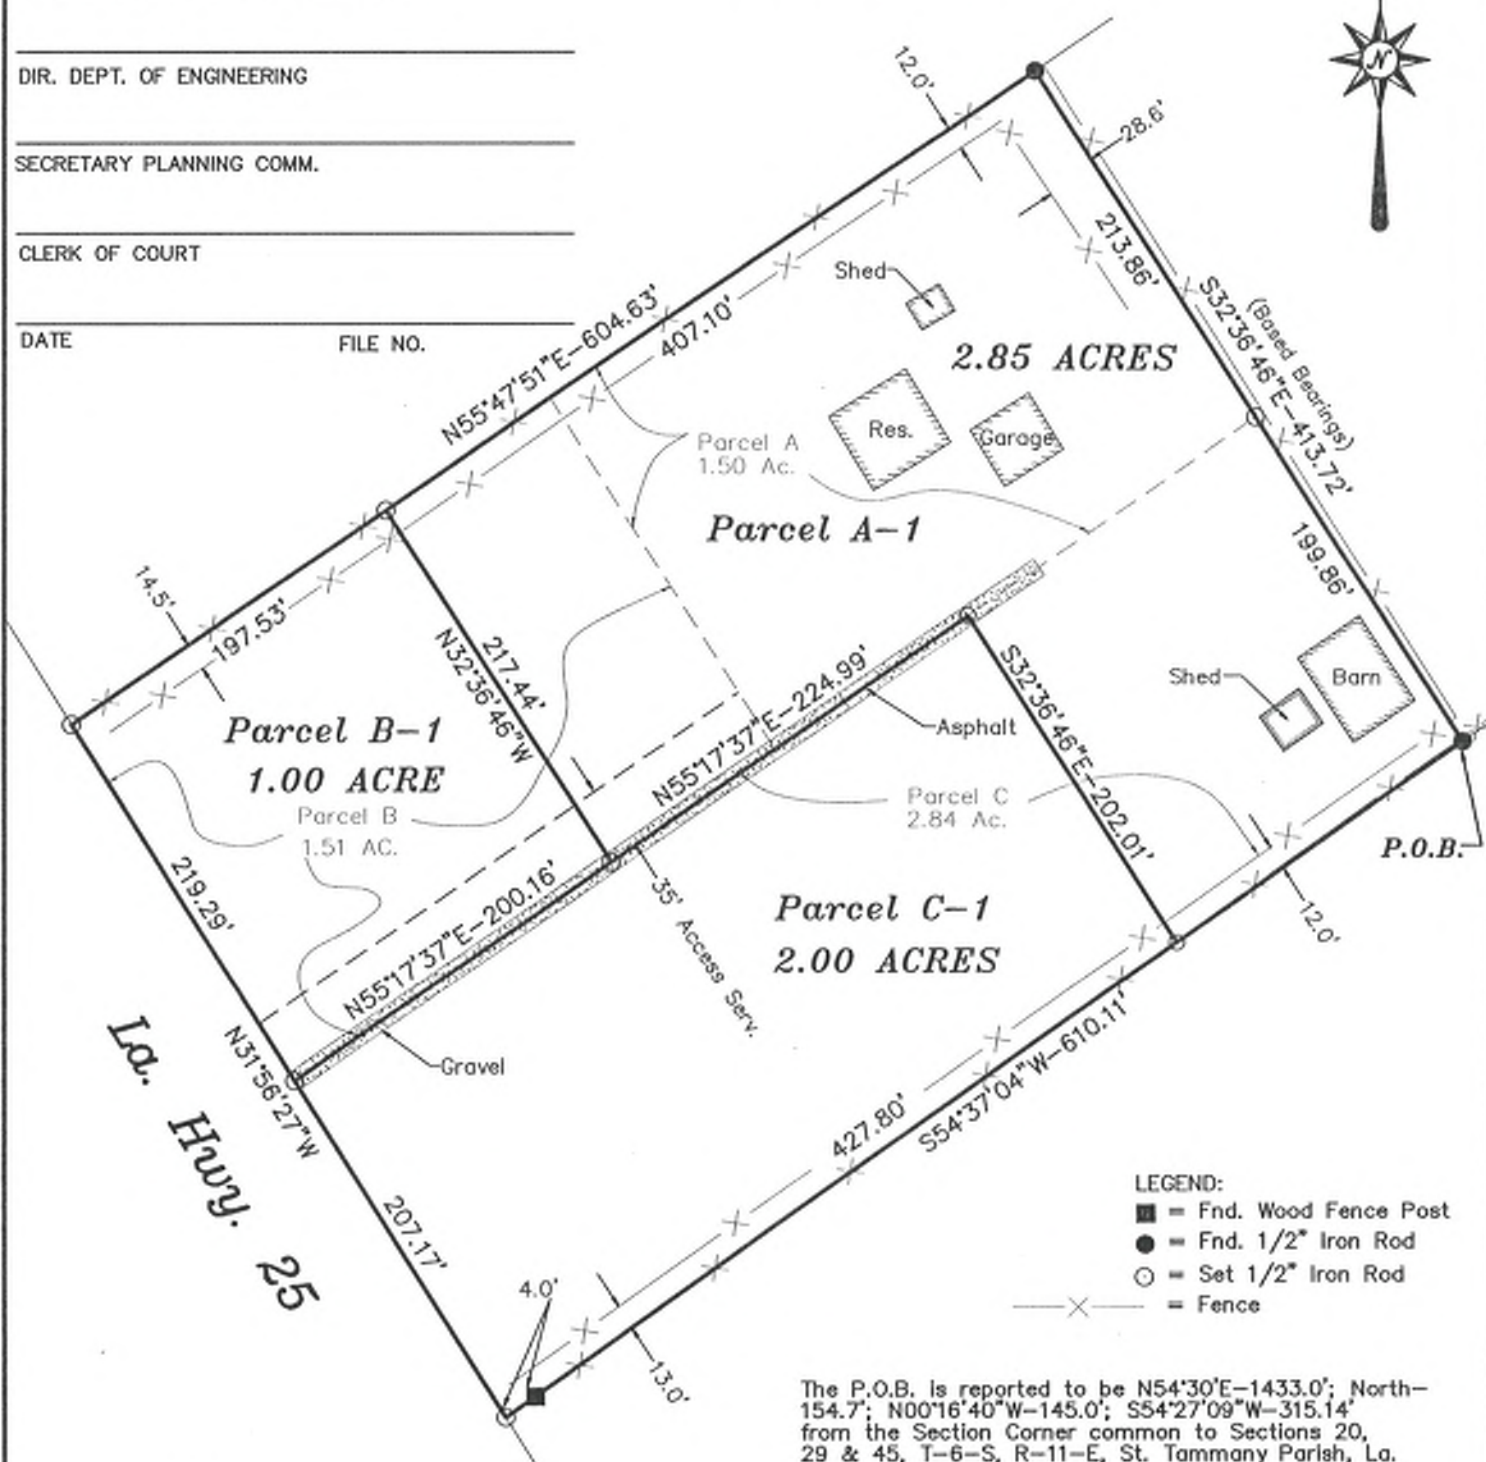 DIR. DEPT. OF ENGINEERING
SECRETARY PLANNING COMM.
CLERK OF COURT
DATE FILE NO.
N
12.0'
28.6'
213.86'
S32°36'46"E-413.72'
(Based Bearings)
199.86'
N55°47'51"E-604.63'
407.10'
Shed
2.85 ACRES
Res.
Garage
Parcel A
1.50 Ac.
Parcel A-1
14.5'
197.53'
217.44'
N32°36'46"W
Parcel B-1
1.00 ACRE
Parcel B
1.51 AC.
N55°17'37"E-224.99'
Asphalt
S32°36'46"E-202.01'
Shed
Barn
P.O.B.
Parcel C
2.84 Ac.
219.29'
N55°17'37"E-200.16'
35' Access Serv.
Parcel C-1
2.00 ACRES
12.0'
N31°56'27"W
Gravel
La. Hwy. 25
207.17'
427.80'
S54°37'04"W-610.11'
4.0'
13.0'
LEGEND:
= Fnd. Wood Fence Post
= Fnd. 1/2" Iron Rod
= Set 1/2" Iron Rod
X = Fence
The P.O.B. is reported to be N54°30'E-1433.0'; North-
154.7'; N00°16'40"W-145.0'; S54°27'09"W-315.14'
from the Section Corner common to Sections 20,
29 & 45, T-6-S, R-11-E, St. Tammany Parish, La.